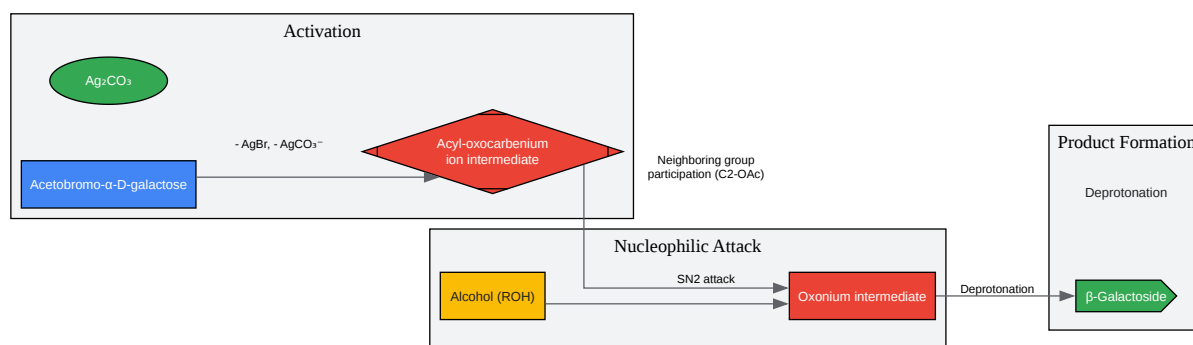 Activation
Ag₂CO₃
- AgBr, - AgCO₃⁻
Acetobromo-α-D-galactose
Acyl-oxocarbenium
ion intermediate
Neighboring group
participation (C2-OAc)
Nucleophilic Attack
Alcohol (ROH)
SN2 attack
Oxonium intermediate
Deprotonation
Product Formation
Deprotonation
β-Galactoside